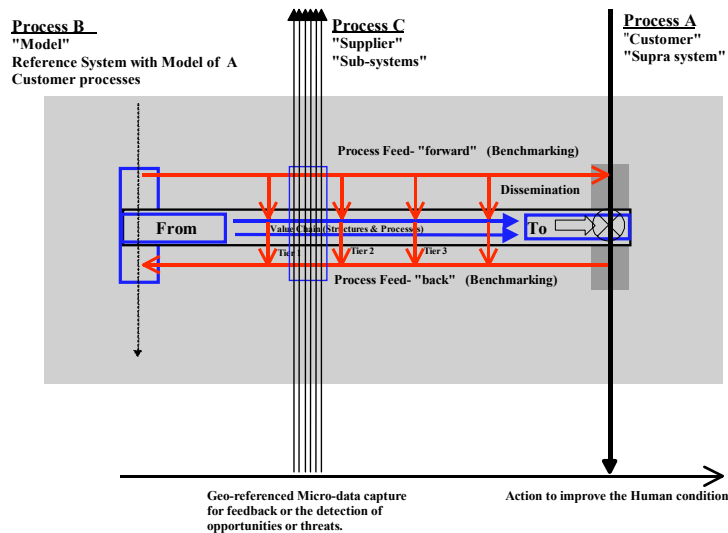 Process B
"Model"
Reference System with Model of A
Customer processes
Process C
"Supplier"
"Sub-systems"
Process A
"Customer"
"Supra system"
Process Feed- "forward" (Benchmarking)
Dissemination
From
Value Chain (Structures & Processes)
To
Tier 1
Tier 2
Tier 3
Process Feed- "back" (Benchmarking)
Geo-referenced Micro-data capture
for feedback or the detection of
opportunities or threats.
Action to improve the Human condition